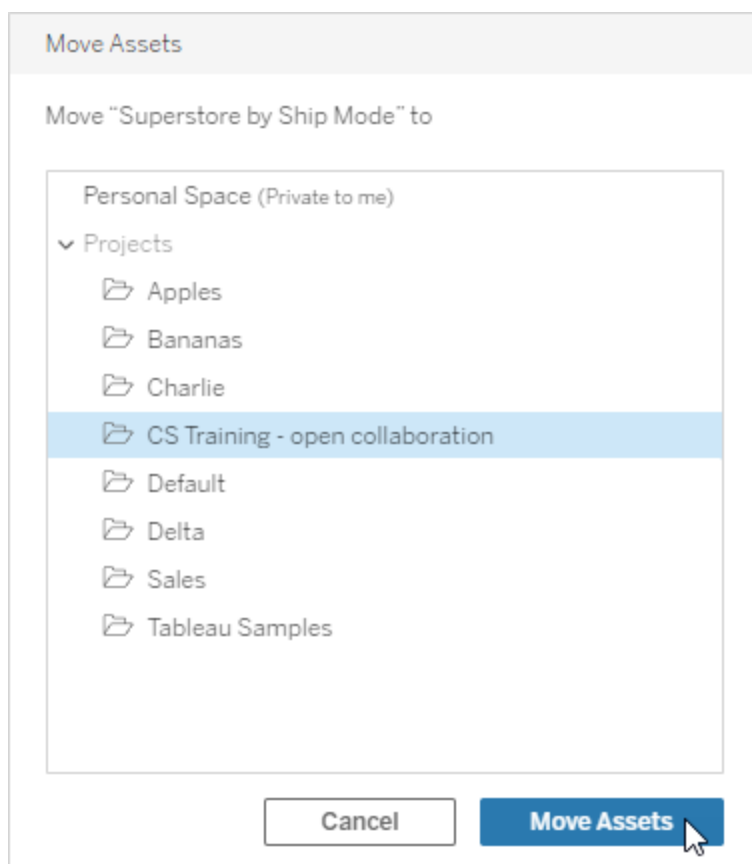 Move Assets
Move “Superstore by Ship Mode” to
Personal Space (Private to me)
Projects
Apples
Bananas
Charlie
CS Training - open collaboration
Default
Delta
Sales
Tableau Samples
Cancel Move Assets